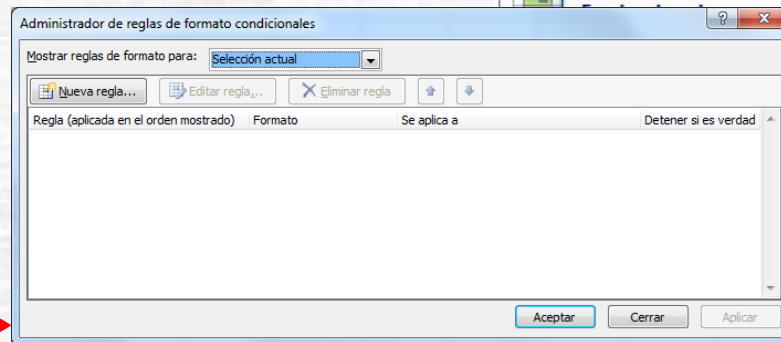 Administrador de reglas de formato condicionales
Mostrar reglas de formato para: Selección actual
Nueva regla... Editar regla... Eliminar regla
Regla (aplicada en el orden mostrado) Formato Se aplica a Detener si es verdad
Aceptar Cerrar Aplicar